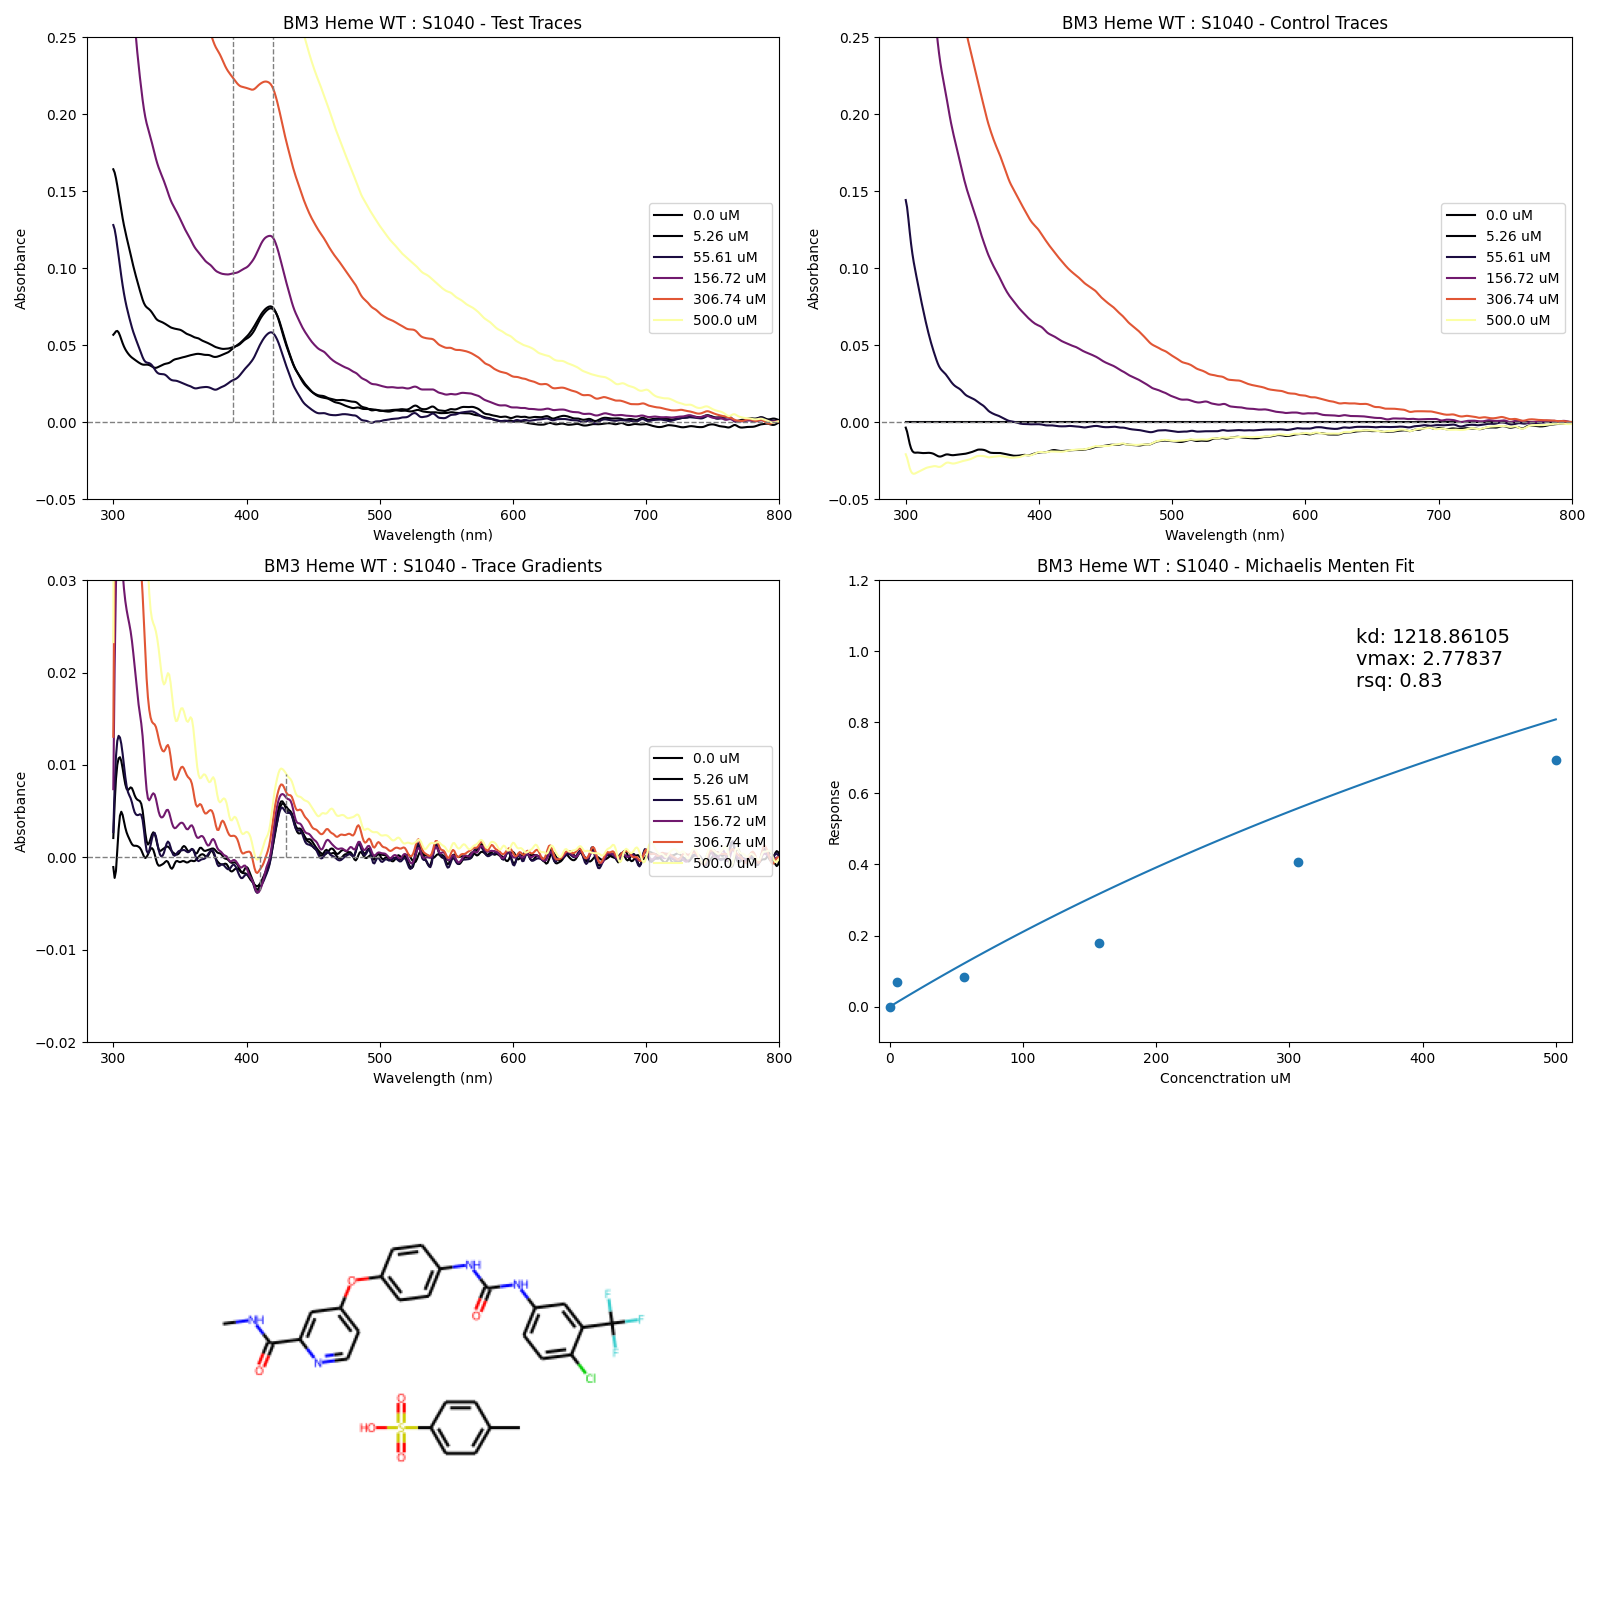 BM3 Heme WT : S1040 - Test Traces
0.25
0.20
0.15
0.10
0.05
0.00
−0.05
Absorbance
300
400
500
600
700
800
Wavelength (nm)
0.0 uM
5.26 uM
55.61 uM
156.72 uM
306.74 uM
500.0 uM
BM3 Heme WT : S1040 - Control Traces
0.25
0.20
0.15
0.10
0.05
0.00
−0.05
Absorbance
300
400
500
600
700
800
Wavelength (nm)
0.0 uM
5.26 uM
55.61 uM
156.72 uM
306.74 uM
500.0 uM
BM3 Heme WT : S1040 - Trace Gradients
0.03
0.02
0.01
0.00
−0.01
−0.02
Absorbance
300
400
500
600
700
800
Wavelength (nm)
0.0 uM
5.26 uM
55.61 uM
156.72 uM
306.74 uM
500.0 uM
BM3 Heme WT : S1040 - Michaelis Menten Fit
1.2
1.0
0.8
0.6
0.4
0.2
0.0
Response
0
100
200
300
400
500
Concenctration uM
kd: 1218.86105
vmax: 2.77837
rsq: 0.83
NH
O
NH
F
NH
O
F
O
F
N
O
Cl
O
HO
S
O